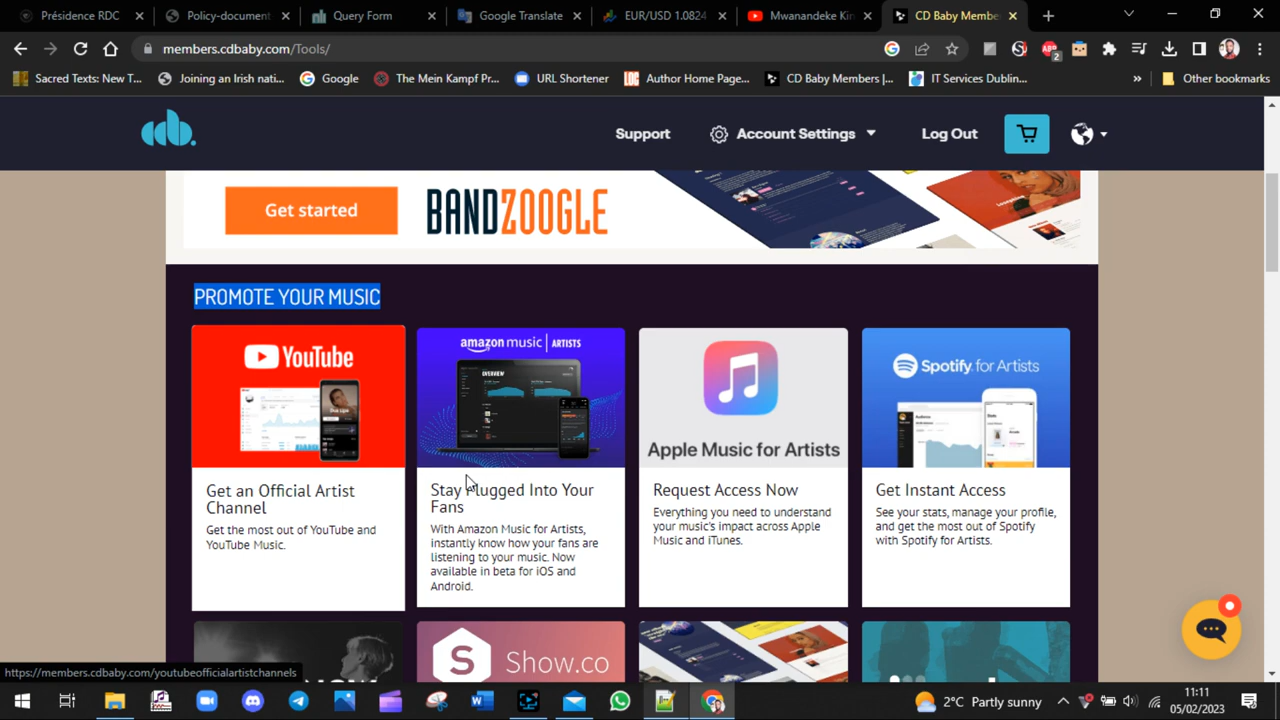 Présidence RDC
Policy-document
Query Form
Google Translate
EUR/USD 1.0824
Mwanandeke Kin
CD Baby Membe
members.cdbaby.com/Tools/
2
Sacred Texts: New T...
Joining an Irish nati...
Google
The Mein Kampf Pr...
URL Shortener
Author Home Page...
CD Baby Members |...
IT Services Dublin...
Other bookmarks
Support
Account Settings
Log Out
Get started
BANDZOOGLE
PROMOTE YOUR MUSIC
YouTube
Get an Official Artist
Channel
Get the most out of YouTube and
YouTube Music.
amazon music | ARTISTS
OVERVIEW
Stay Plugged Into Your
Fans
With Amazon Music for Artists,
instantly know how your fans are
listening to your music. Now
available in beta for iOS and
Android.
Apple Music for Artists
Request Access Now
Everything you need to understand
your music's impact across Apple
Music and iTunes.
Spotify for Artists
Get Instant Access
See your stats, manage your profile,
and get the most out of Spotify
with Spotify for Artists.
Show.co
https://members.cdbaby.com/youtubeofficialartistchannels
2°C Partly sunny
11:11
05/02/2023